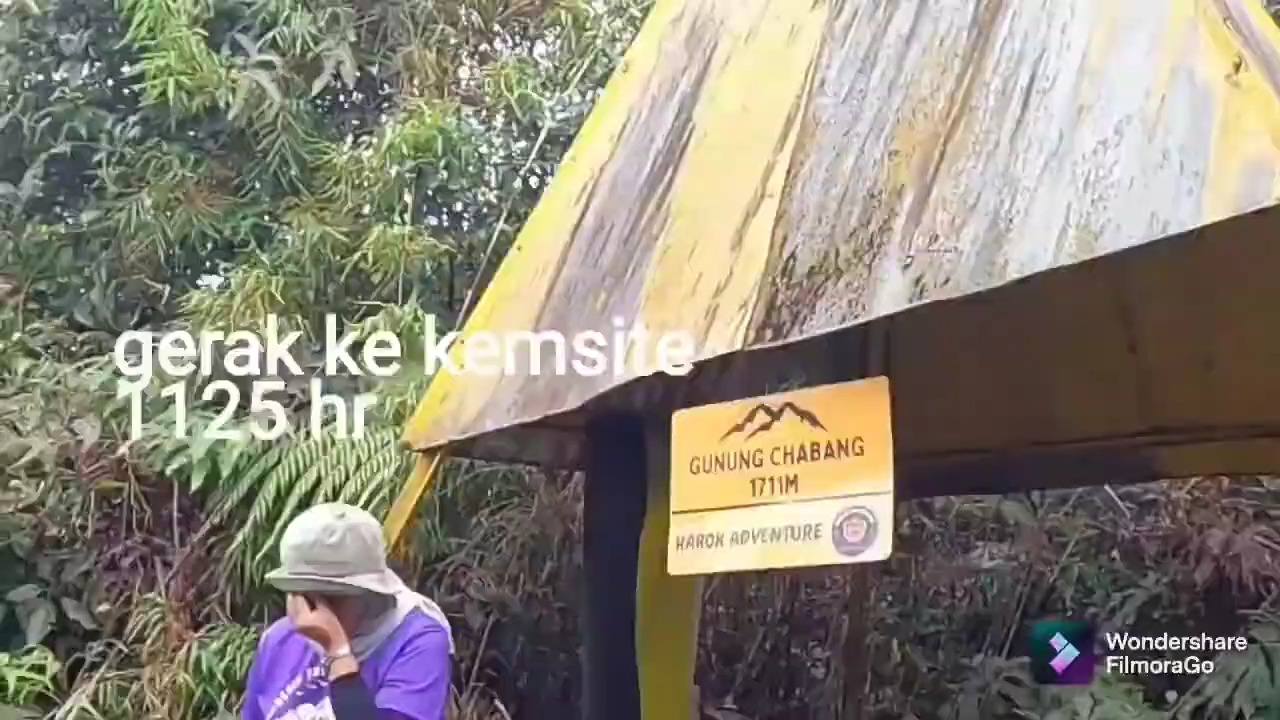 gerak ke kemsite
1125 hr
GUNUNG CHABANG
1711M
HAROK ADVENTURE
Wondershare
FilmoraGo